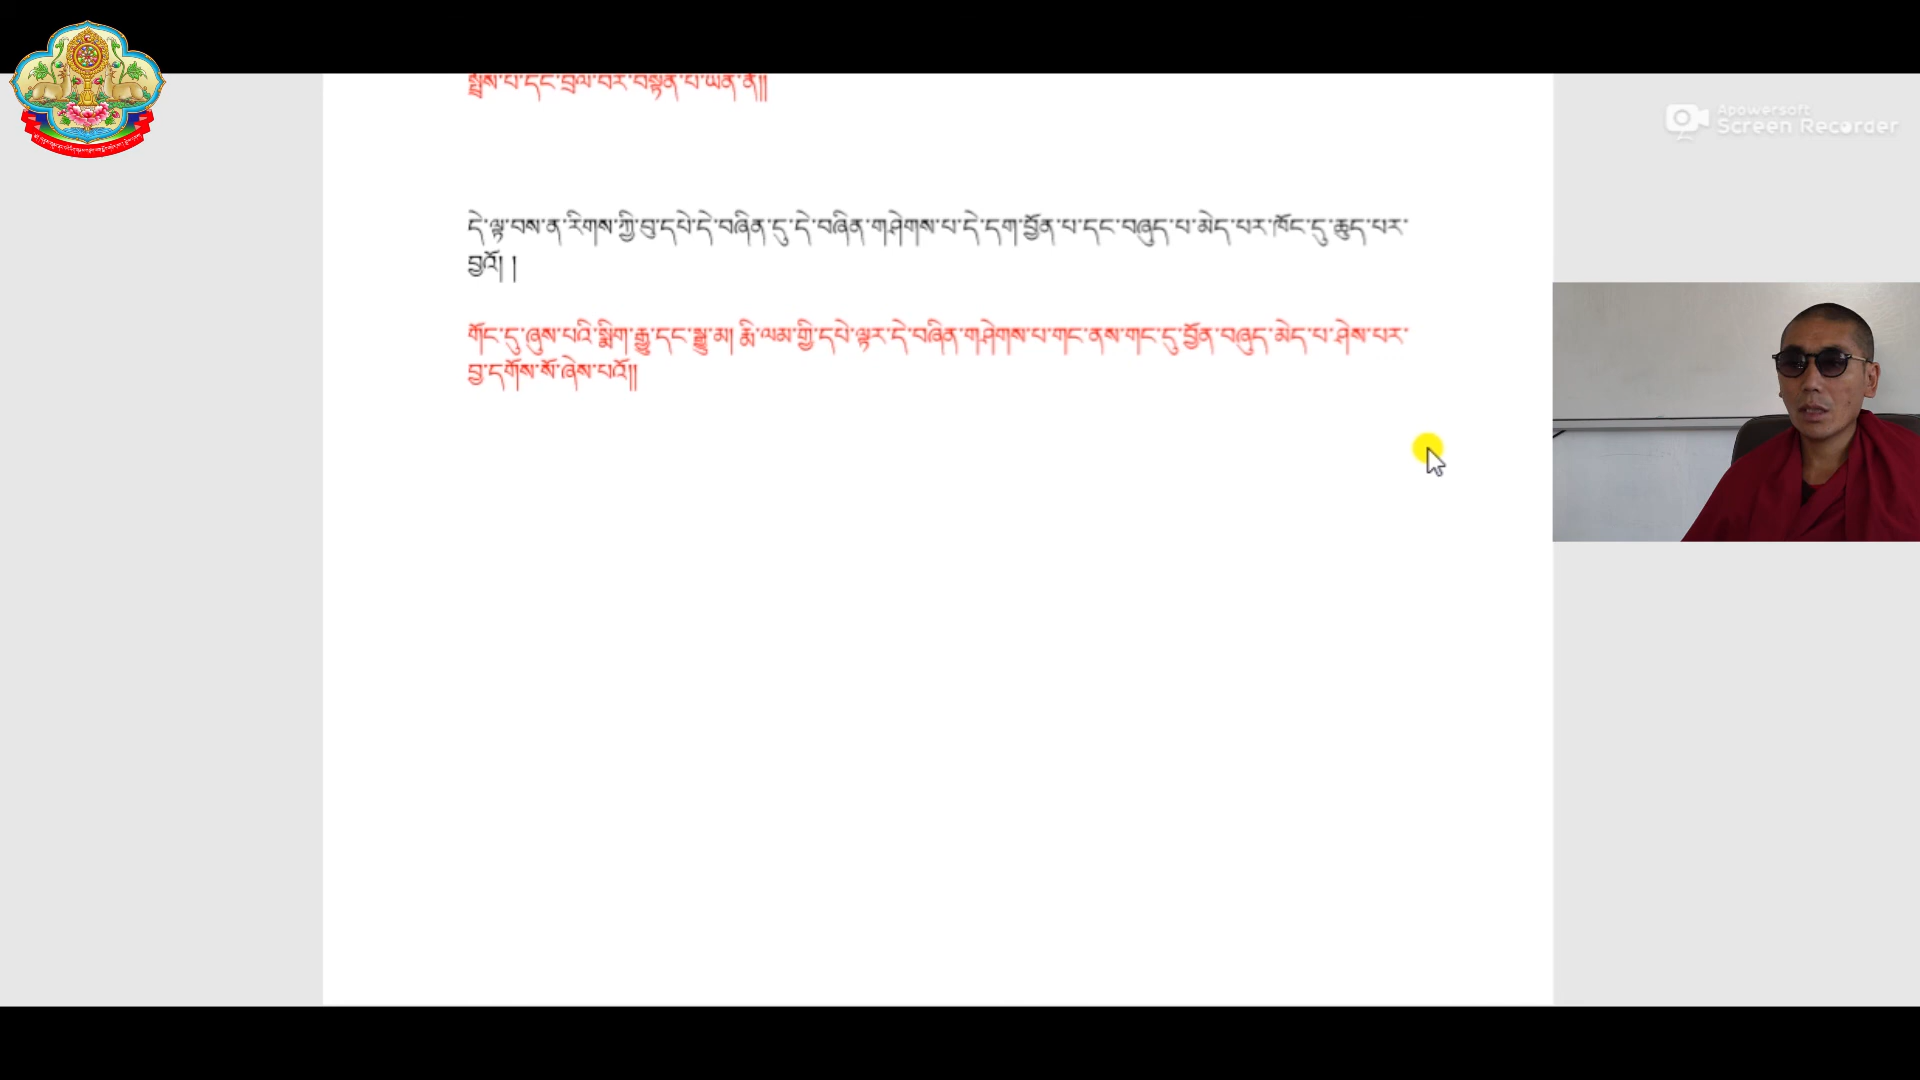 སྤྲོས་པ་དང་བྲལ་བར་བསྟན་པ་ཡིན་ནོ།།
Apowersoft
Screen Recorder
དེ་ལྟ་བས་ན་རིགས་ཀྱི་བུ་དཔེ་དེ་བཞིན་དུ་དེ་བཞིན་གཤེགས་པ་དེ་དག་བྱོན་པ་དང་བཞུད་པ་མེད་པར་ཁོང་དུ་ཆུད་པར་
བྱའོ། །
གོང་དུ་ཞུས་པའི་སྨིག་རྒྱུ་དང་སྒྱུ་མ། རྨི་ལམ་གྱི་དཔེ་ལྟར་དེ་བཞིན་གཤེགས་པ་གང་ནས་གང་དུ་བྱོན་བཞུད་མེད་པ་ཤེས་པར་
བྱ་དགོས་སོ་ཞེས་པའོ།།